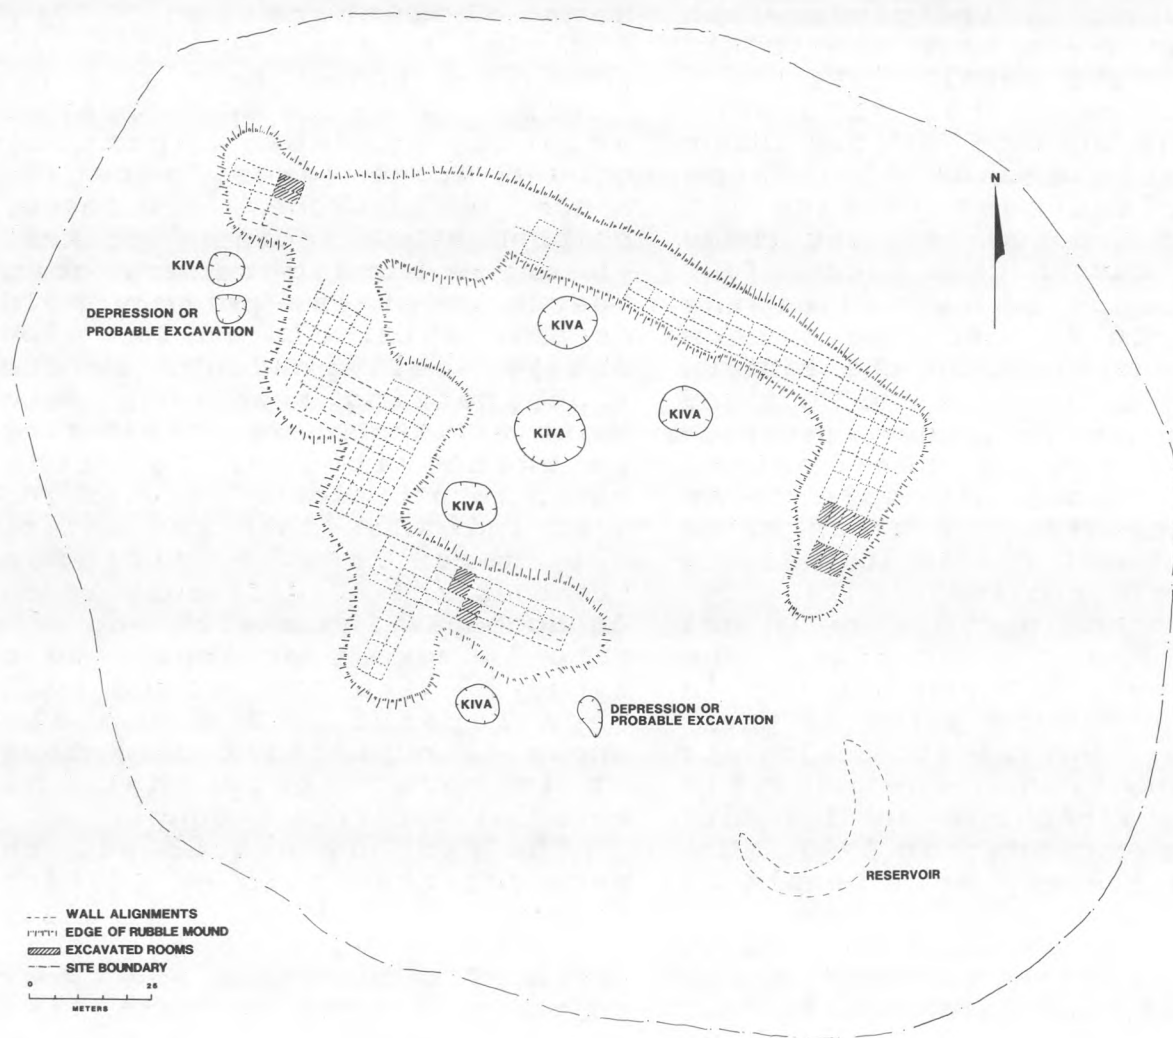 N
KIVA
DEPRESSION OR
PROBABLE EXCAVATION
KIVA
KIVA
KIVA
KIVA
KIVA
DEPRESSION OR
PROBABLE EXCAVATION
RESERVOIR
WALL ALIGNMENTS
EDGE OF RUBBLE MOUND
EXCAVATED ROOMS
SITE BOUNDARY
0 25
METERS